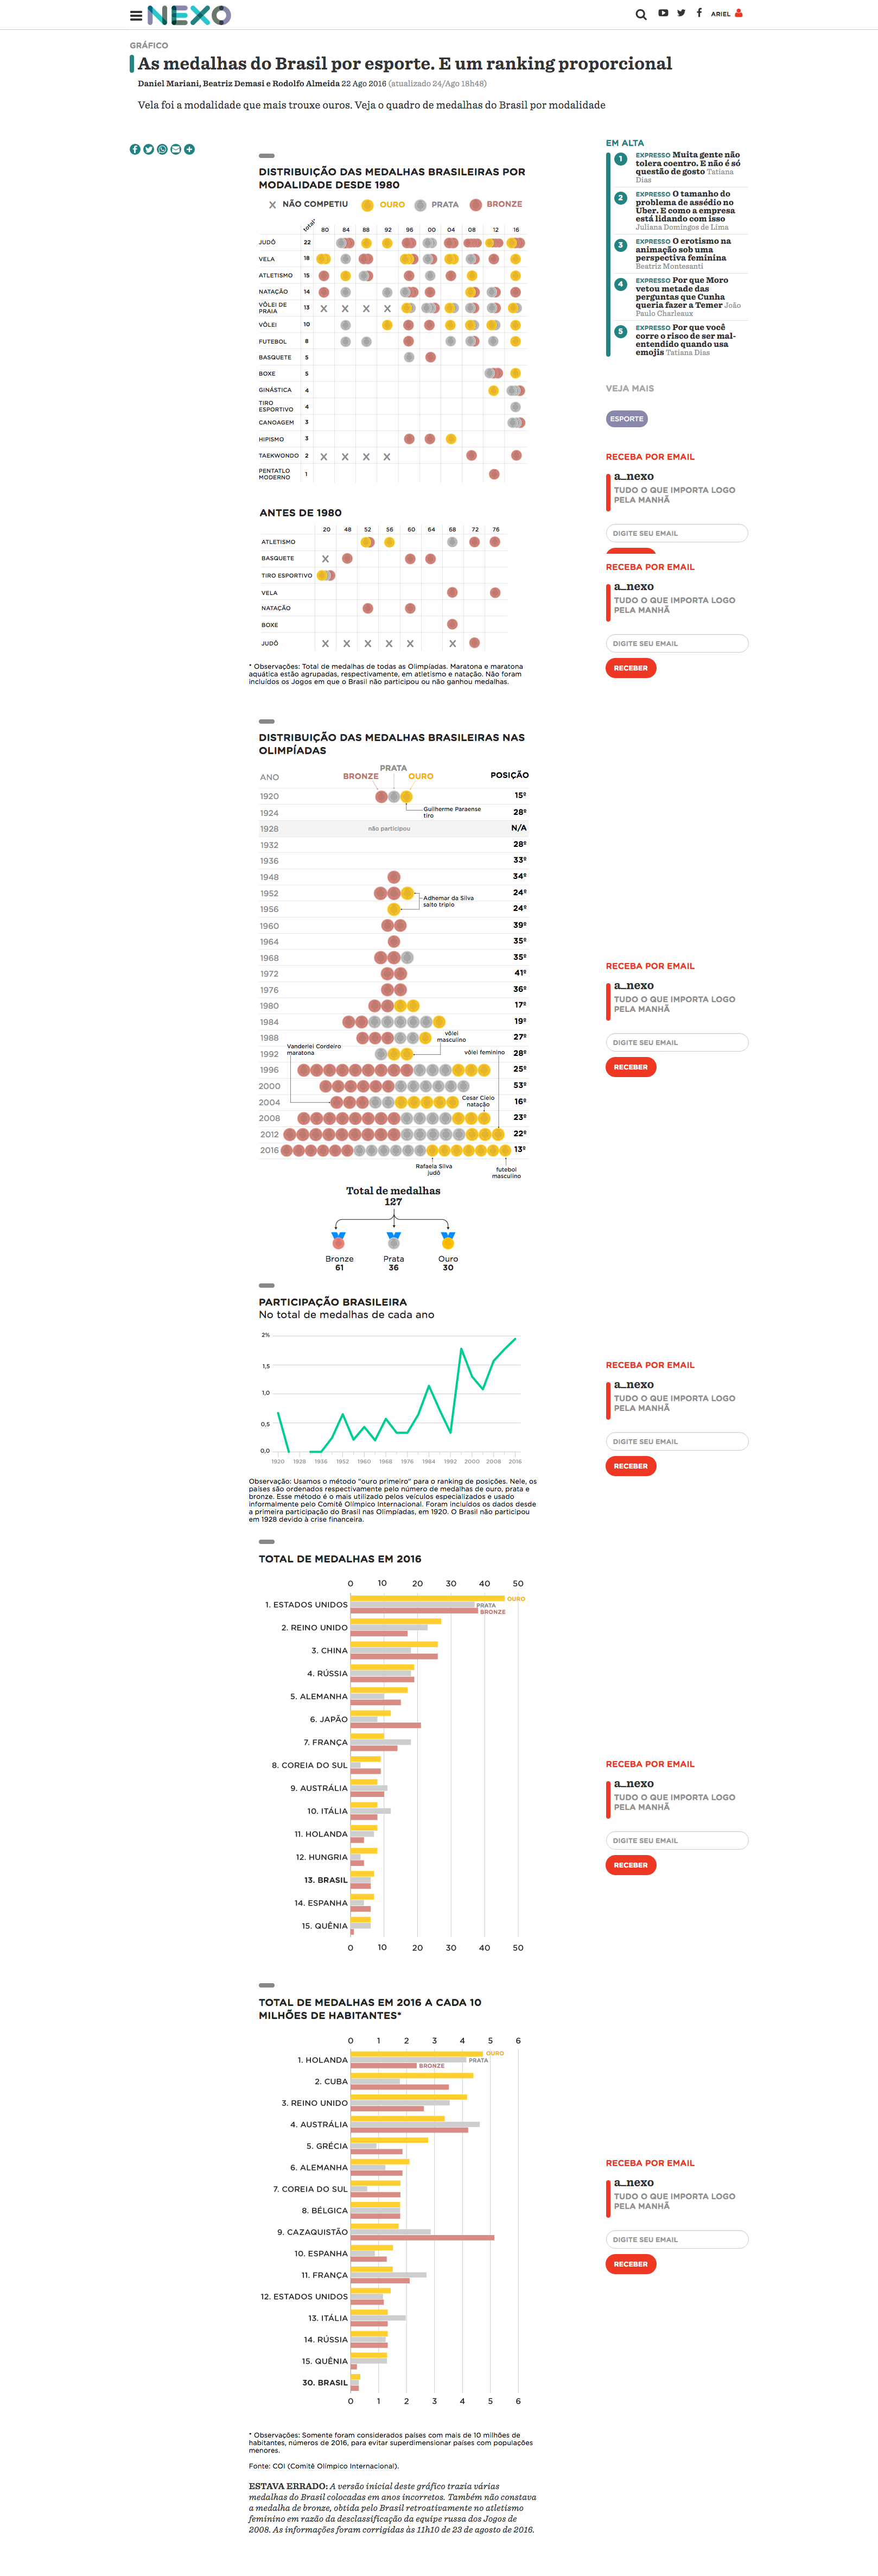 NEXO
ARIEL
GRÁFICO
As medalhas do Brasil por esporte. E um ranking proporcional
Daniel Mariani, Beatriz Demasi e Rodolfo Almeida 22 Ago 2016 (atualizado 24/Ago 18h48)
Vela foi a modalidade que mais trouxe ouros. Veja o quadro de medalhas do Brasil por modalidade
DISTRIBUIÇÃO DAS MEDALHAS BRASILEIRAS POR
MODALIDADE DESDE 1980
X NÃO COMPETIU OURO PRATA BRONZE
total* 80 84 88 92 96 00 04 08 12 16
JUDÔ 22
VELA 18
ATLETISMO 15
NATAÇÃO 14
VÔLEI DE
PRAIA 13 X X X X
VÔLEI 10
FUTEBOL 8
BASQUETE 5
BOXE 5
GINÁSTICA 4
TIRO
ESPORTIVO 4
CANOAGEM 3
HIPISMO 3
TAEKWONDO 2 X X X X
PENTATLO
MODERNO 1
ANTES DE 1980
20 48 52 56 60 64 68 72 76
ATLETISMO
BASQUETE X
TIRO ESPORTIVO
VELA
NATAÇÃO
BOXE
JUDÔ X X X X X X
* Observações: Total de medalhas de todas as Olimpíadas. Maratona e maratona
aquática estão agrupadas, respectivamente, em atletismo e natação. Não foram
incluídos os Jogos em que o Brasil não participou ou não ganhou medalhas.
DISTRIBUIÇÃO DAS MEDALHAS BRASILEIRAS NAS
OLIMPÍADAS
ANO BRONZE PRATA OURO POSIÇÃO
1920 15º
Guilherme Paraense
tiro
1924 28º
1928 não participou N/A
1932 28º
1936 33º
1948 34º
1952 24º
Adhemar da Silva
salto triplo
1956 24º
1960 39º
1964 35º
1968 35º
1972 41º
1976 36º
1980 17º
1984 19º
1988 27º
vôlei
masculino
Vanderlei Cordeiro
maratona
1992 vôlei feminino 28º
1996 25º
2000 53º
2004 16º
Cesar Cielo
natação
2008 23º
2012 22º
2016 13º
Rafaela Silva
judô
futebol
masculino
Total de medalhas
127
Bronze Prata Ouro
61 36 30
PARTICIPAÇÃO BRASILEIRA
No total de medalhas de cada ano
2%
1,5
1,0
0,5
0,0
1920 1928 1936 1952 1960 1968 1976 1984 1992 2000 2008 2016
Observação: Usamos o método "ouro primeiro" para o ranking de posições. Nele, os
países são ordenados respectivamente pelo número de medalhas de ouro, prata e
bronze. Esse método é o mais utilizado pelos veículos especializados e usado
informalmente pelo Comitê Olímpico Internacional. Foram incluídos os dados desde
a primeira participação do Brasil nas Olimpíadas, em 1920. O Brasil não participou
em 1928 devido à crise financeira.
TOTAL DE MEDALHAS EM 2016
0 10 20 30 40 50
OURO
1. ESTADOS UNIDOS PRATA
BRONZE
2. REINO UNIDO
3. CHINA
4. RÚSSIA
5. ALEMANHA
6. JAPÃO
7. FRANÇA
8. COREIA DO SUL
9. AUSTRÁLIA
10. ITÁLIA
11. HOLANDA
12. HUNGRIA
13. BRASIL
14. ESPANHA
15. QUÊNIA
0 10 20 30 40 50
TOTAL DE MEDALHAS EM 2016 A CADA 10
MILHÕES DE HABITANTES*
0 1 2 3 4 5 6
OURO
1. HOLANDA PRATA
BRONZE
2. CUBA
3. REINO UNIDO
4. AUSTRÁLIA
5. GRÉCIA
6. ALEMANHA
7. COREIA DO SUL
8. BÉLGICA
9. CAZAQUISTÃO
10. ESPANHA
11. FRANÇA
12. ESTADOS UNIDOS
13. ITÁLIA
14. RÚSSIA
15. QUÊNIA
30. BRASIL
0 1 2 3 4 5 6
* Observações: Somente foram considerados países com mais de 10 milhões de
habitantes, números de 2016, para evitar superdimensionar países com populações
menores.
Fonte: COI (Comitê Olímpico Internacional).
ESTAVA ERRADO: A versão inicial deste gráfico trazia várias
medalhas do Brasil colocadas em anos incorretos. Também não constava
a medalha de bronze, obtida pelo Brasil retroativamente no atletismo
feminino em razão da desclassificação da equipe russa dos Jogos de
2008. As informações foram corrigidas às 11h10 de 23 de agosto de 2016.
EM ALTA
1 EXPRESSO Muita gente não
tolera coentro. E não é só
questão de gosto Tatiana
Dias
2 EXPRESSO O tamanho do
problema de assédio no
Uber. E como a empresa
está lidando com isso
Juliana Domingos de Lima
3 EXPRESSO O erotismo na
animação sob uma
perspectiva feminina
Beatriz Montesanti
4 EXPRESSO Por que Moro
vetou metade das
perguntas que Cunha
queria fazer a Temer João
Paulo Charleaux
5 EXPRESSO Por que você
corre o risco de ser mal-
entendido quando usa
emojis Tatiana Dias
VEJA MAIS
ESPORTE
RECEBA POR EMAIL
a_nexo
TUDO O QUE IMPORTA LOGO
PELA MANHÃ
DIGITE SEU EMAIL
RECEBA POR EMAIL
a_nexo
TUDO O QUE IMPORTA LOGO
PELA MANHÃ
DIGITE SEU EMAIL
RECEBER
RECEBA POR EMAIL
a_nexo
TUDO O QUE IMPORTA LOGO
PELA MANHÃ
DIGITE SEU EMAIL
RECEBER
RECEBA POR EMAIL
a_nexo
TUDO O QUE IMPORTA LOGO
PELA MANHÃ
DIGITE SEU EMAIL
RECEBER
RECEBA POR EMAIL
a_nexo
TUDO O QUE IMPORTA LOGO
PELA MANHÃ
DIGITE SEU EMAIL
RECEBER
RECEBA POR EMAIL
a_nexo
TUDO O QUE IMPORTA LOGO
PELA MANHÃ
DIGITE SEU EMAIL
RECEBER